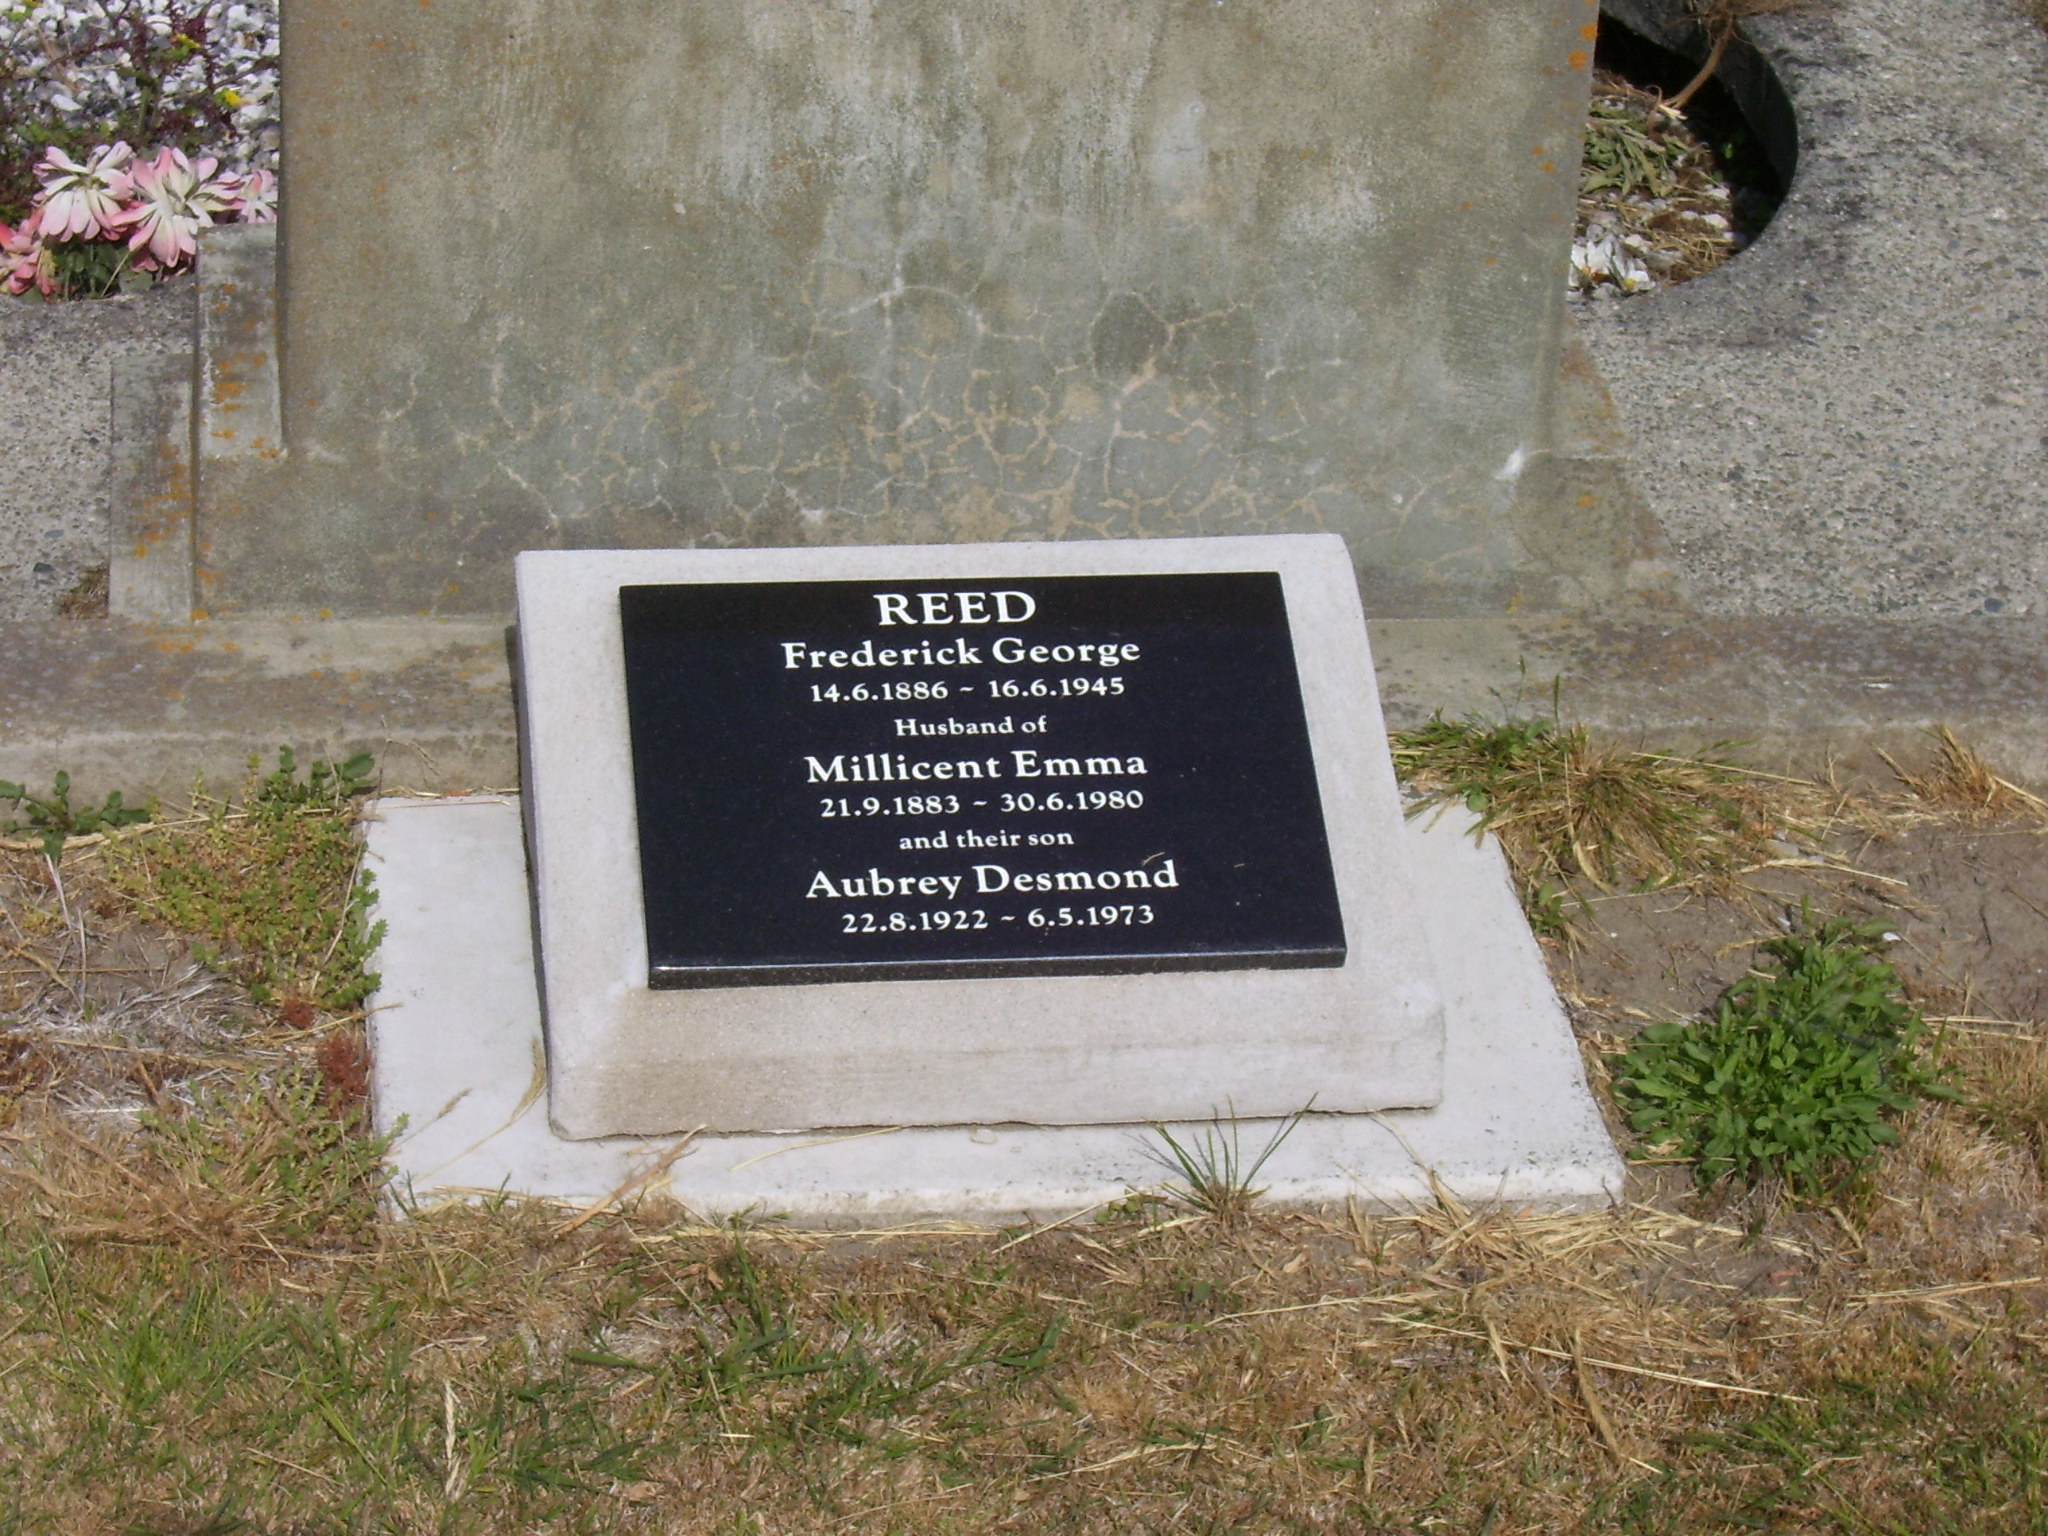 REED
Frederick George
14.6.1886 ~ 16.6.1945
Husband of
Millicent Emma
21.9.1883 ~ 30.6.1980
and their son
Aubrey Desmond
22.8.1922 ~ 6.5.1973